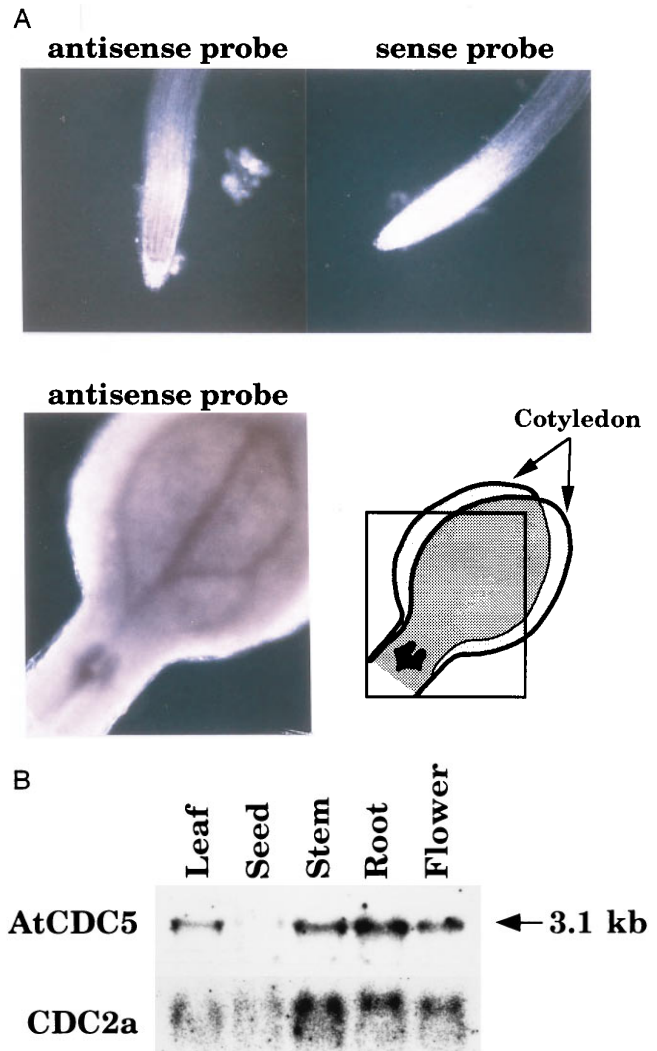 A
antisense probe
sense probe
antisense probe
Cotyledon
B
Leaf
Seed
Stem
Root
Flower
AtCDC5
3.1 kb
CDC2a